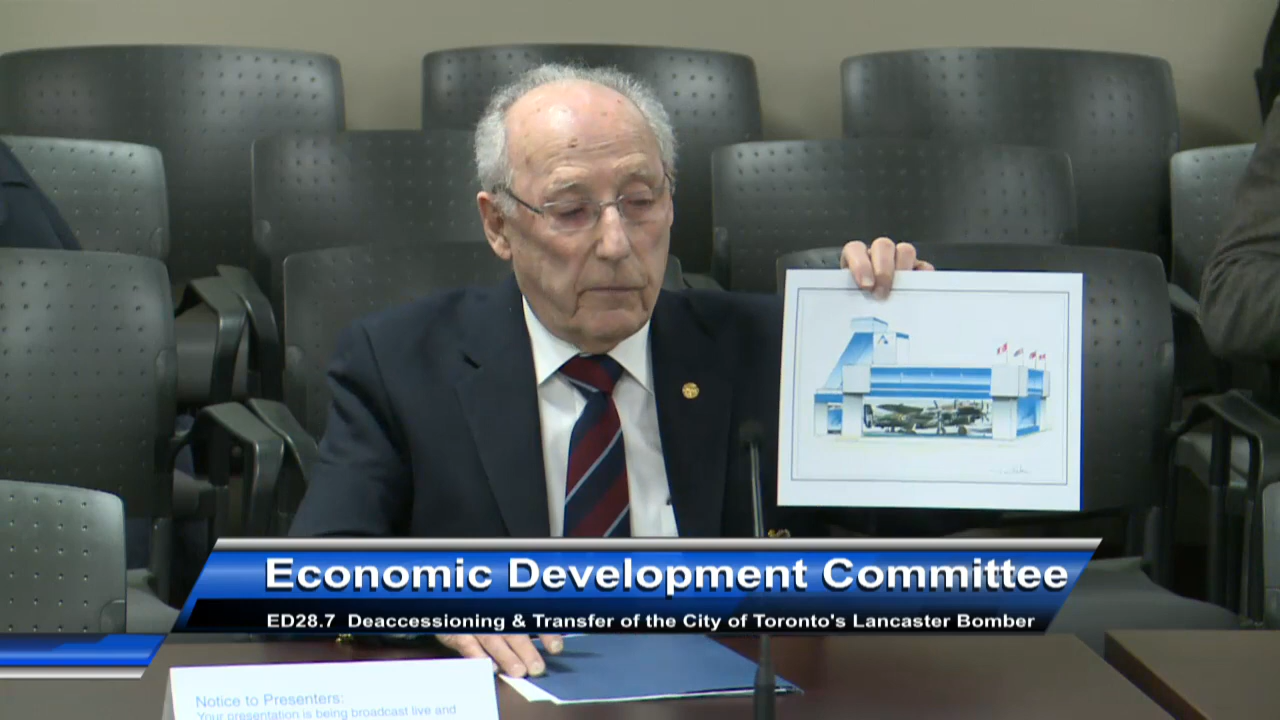 Economic Development Committee
ED28.7 Deaccessioning & Transfer of the City of Toronto's Lancaster Bomber
Notice to Presenters:
Your presentation is being broadcast live and